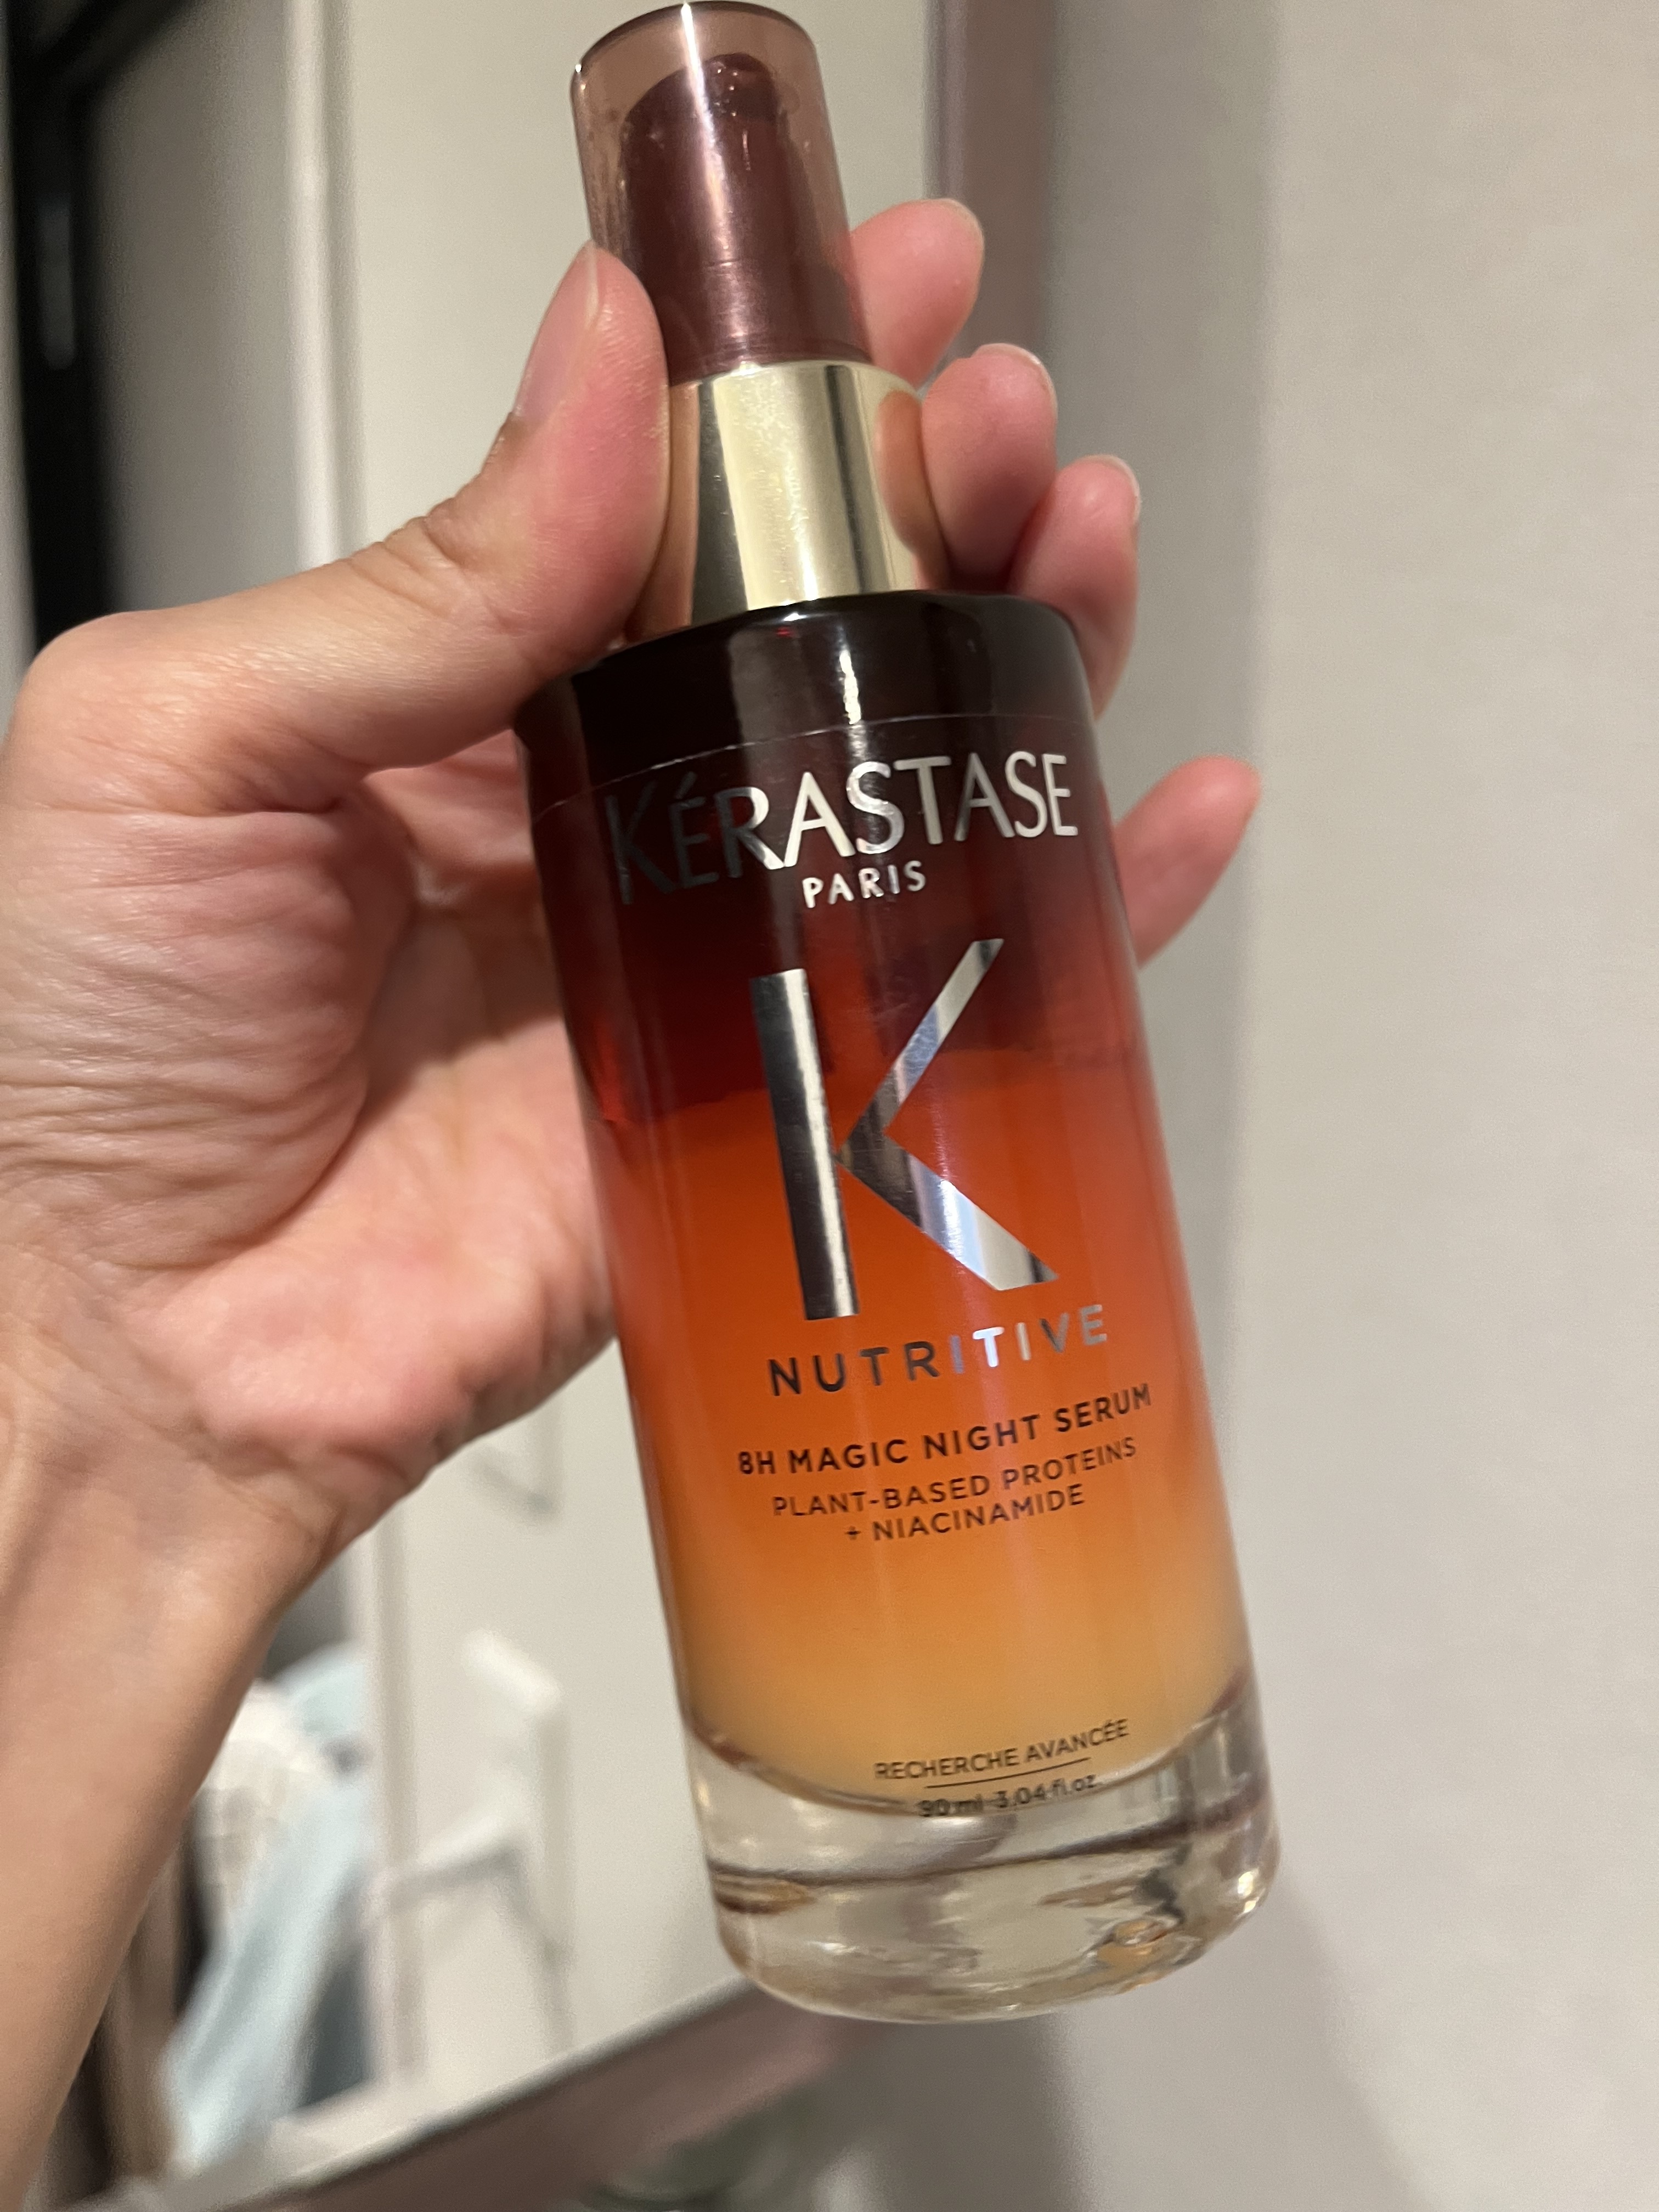 KÉRASTASE
PARIS
K
NUTRITIVE
8H MAGIC NIGHT SERUM
PLANT-BASED PROTEINS
+ NIACINAMIDE
RECHERCHE AVANCÉE
90 ml 3.04 fl.oz.